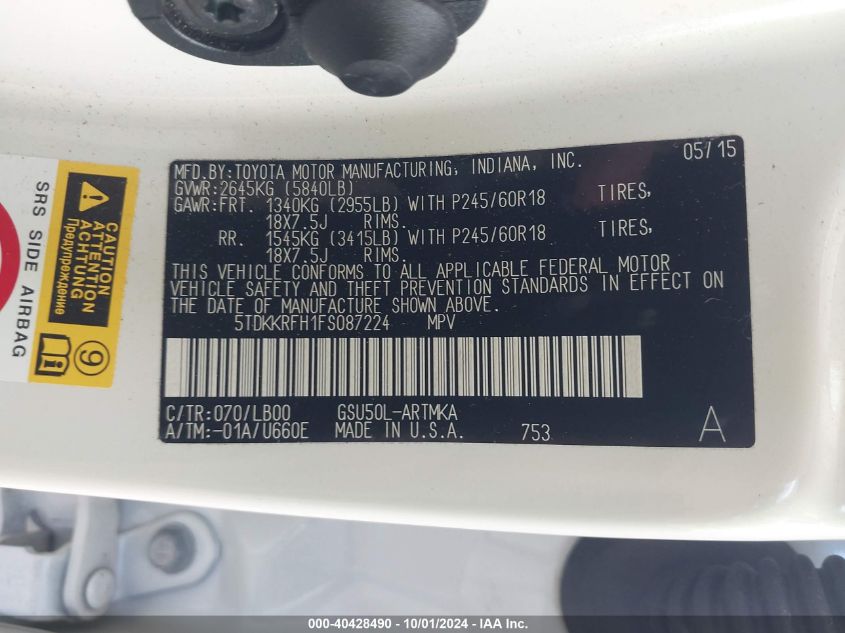 MFD.BY:TOYOTA MOTOR MANUFACTURING, INDIANA, INC. 05/15
GVWR:2645KG (5840LB)
GAWR:FRT. 1340KG (2955LB) WITH P245/60R18 TIRES,
18X7.5J RIMS.
RR. 1545KG (3415LB) WITH P245/60R18 TIRES,
18X7.5J RIMS.
THIS VEHICLE CONFORMS TO ALL APPLICABLE FEDERAL MOTOR
VEHICLE SAFETY AND THEFT PREVENTION STANDARDS IN EFFECT ON
THE DATE OF MANUFACTURE SHOWN ABOVE.
5TDKKRFH1FS087224 MPV
C/TR:070/LB00 GSU50L-ARTMKA
A/TM:-01A/U660E MADE IN U.S.A. 753 A
SRS SIDE AIRBAG
CAUTION
ATTENTION
ACHTUNG
Предупреждение
9
000-40428490 - 10/01/2024 - IAA Inc.